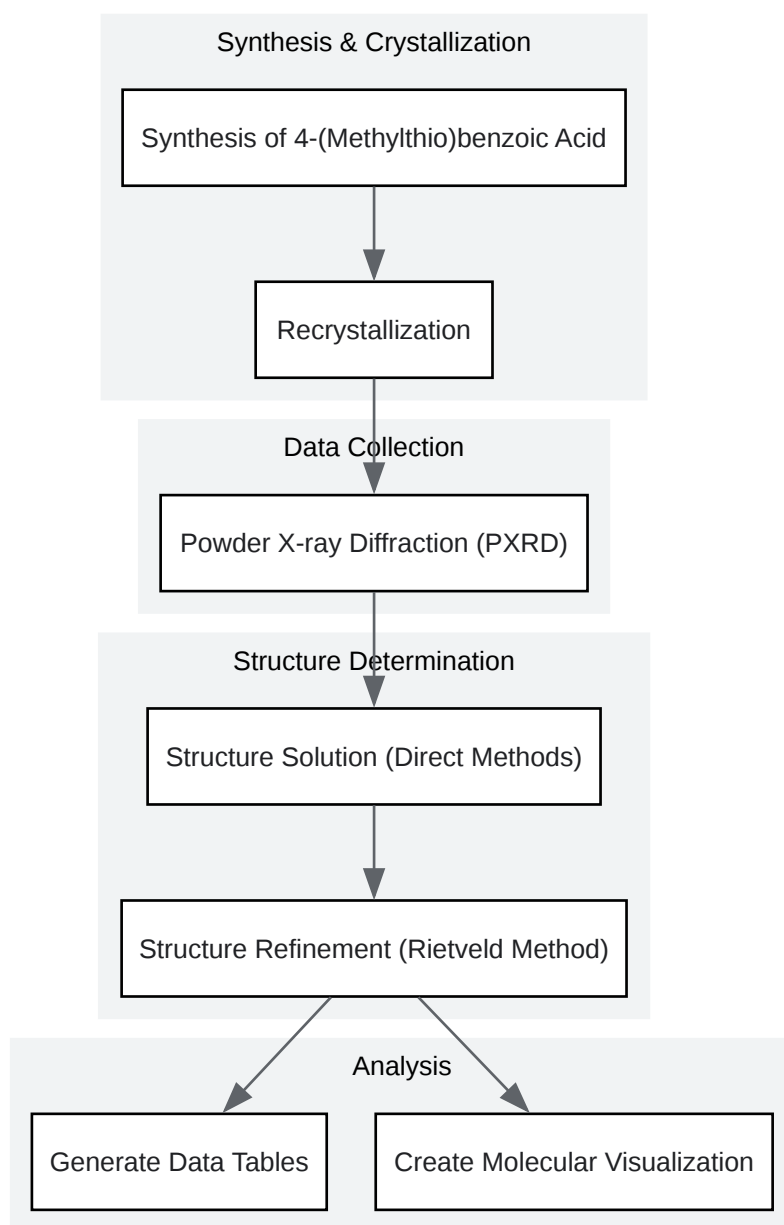 Synthesis & Crystallization
Synthesis of 4-(Methylthio)benzoic Acid
Recrystallization
Data Collection
Powder X-ray Diffraction (PXRD)
Structure Determination
Structure Solution (Direct Methods)
Structure Refinement (Rietveld Method)
Analysis
Generate Data Tables
Create Molecular Visualization